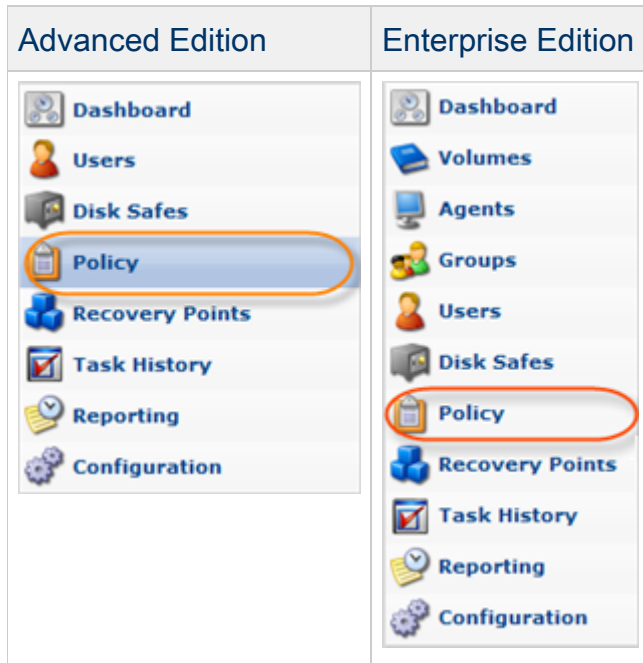 Advanced Edition
Enterprise Edition
Dashboard
Users
Disk Safes
Policy
Recovery Points
Task History
Reporting
Configuration
Dashboard
Volumes
Agents
Groups
Users
Disk Safes
Policy
Recovery Points
Task History
Reporting
Configuration